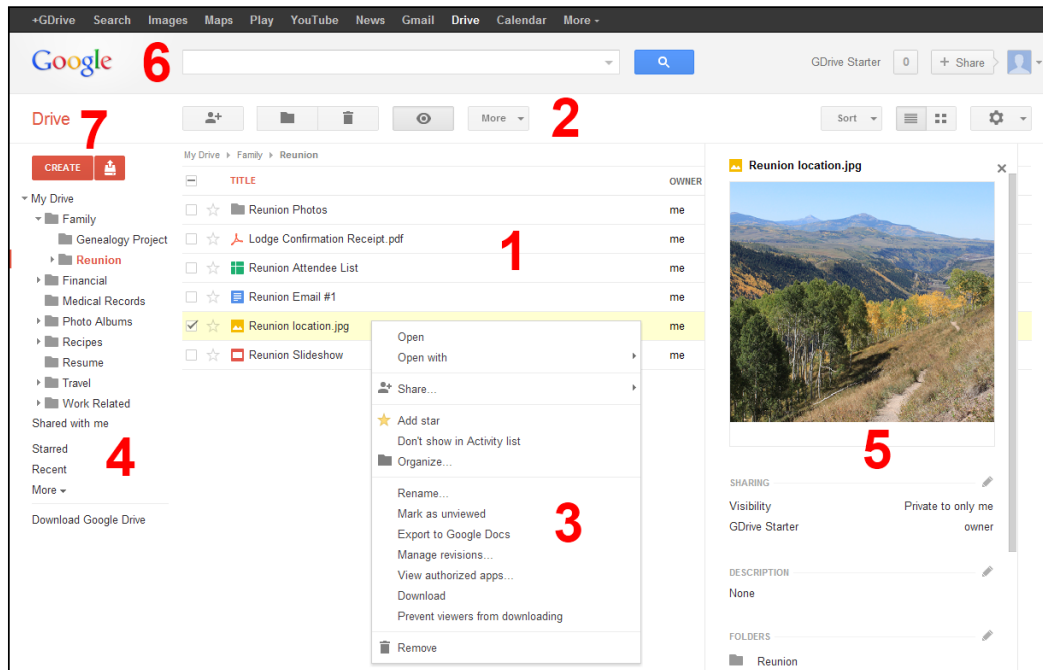 +GDrive Search Images Maps Play YouTube News Gmail Drive Calendar More
Google
6
GDrive Starter 0 + Share
Drive
7
More
2
Sort
CREATE
My Drive
Family
Genealogy Project
Reunion
Financial
Medical Records
Photo Albums
Recipes
Resume
Travel
Work Related
Shared with me
Starred
Recent
More
4
Download Google Drive
My Drive Family Reunion
TITLE OWNER
Reunion Photos me
Lodge Confirmation Receipt.pdf me
1
Reunion Attendee List me
Reunion Email #1 me
Reunion location.jpg me
Reunion Slideshow me
Open
Open with
Share...
Add star
Don't show in Activity list
Organize...
Rename...
Mark as unviewed
3
Export to Google Docs
Manage revisions...
View authorized apps...
Download
Prevent viewers from downloading
Remove
Reunion location.jpg
5
SHARING
Visibility Private to only me
GDrive Starter owner
DESCRIPTION
None
FOLDERS
Reunion